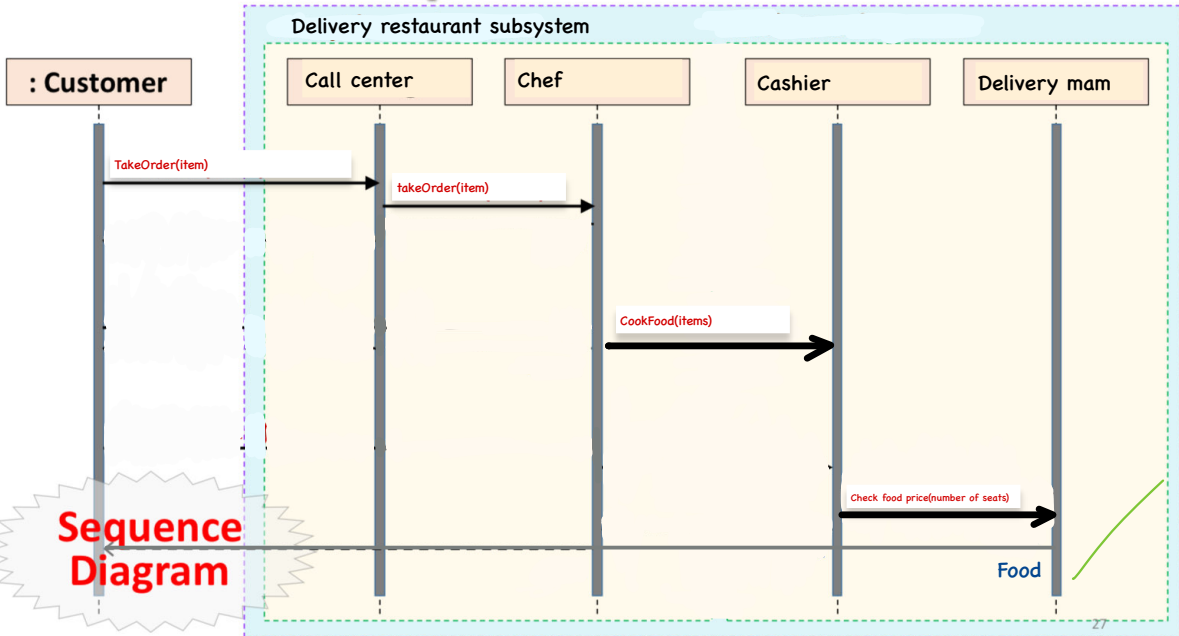 Delivery restaurant subsystem
: Customer
Call center
Chef
Cashier
Delivery mam
TakeOrder(item)
takeOrder(item)
CookFood(items)
Check food price(number of seats)
Food
Sequence
Diagram
27